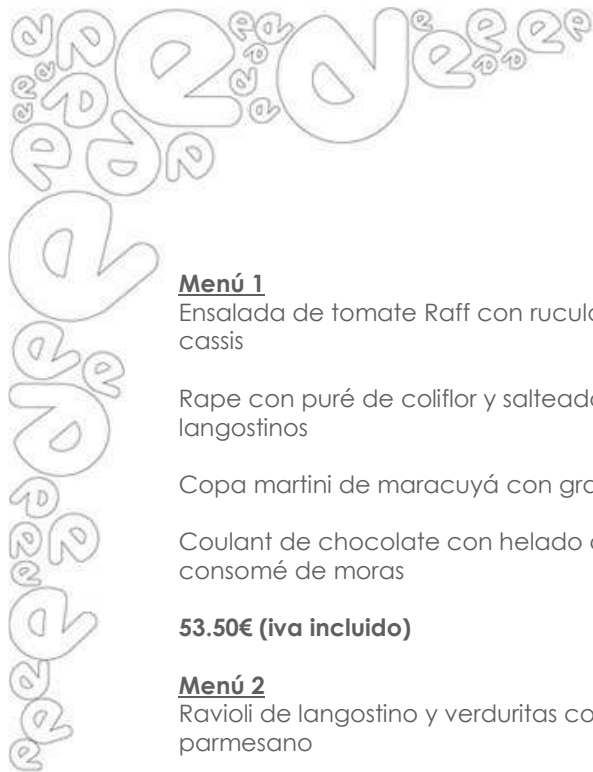 Menú 1
Ensalada de tomate Raff con rucula
cassis
Rape con puré de coliflor y salteado
langostinos
Copa martini de maracuyá con
Coulant de chocolate con helado
consomé de moras
53.50€ (iva incluido)
Menú 2
Ravioli de langostino y verduritas
parmesano